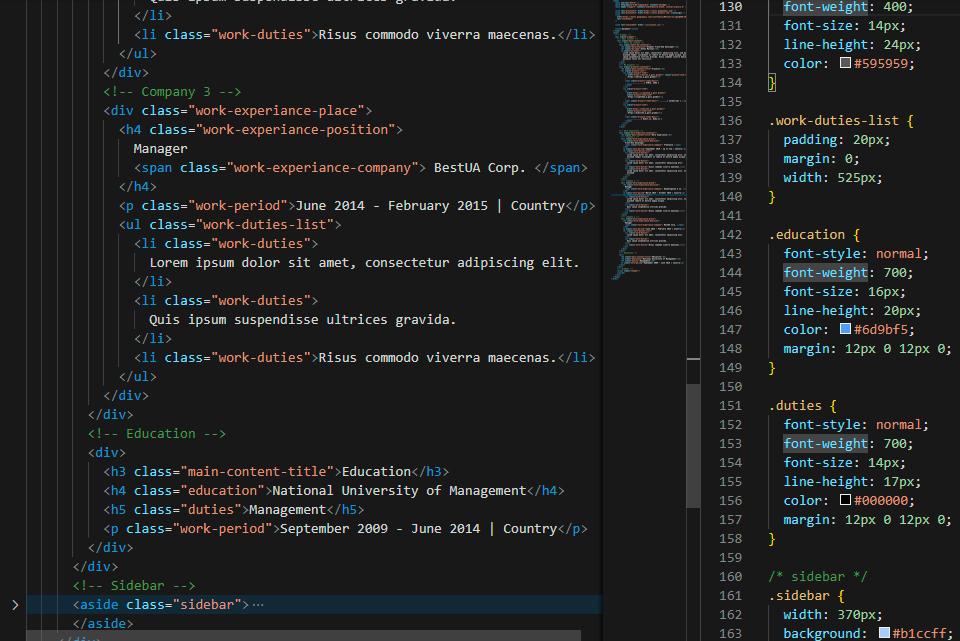 Quis ipsum suspendisse ultrices gravida.
</li>
<li class="work-duties">Risus commodo viverra maecenas.</li>
</ul>
</div>
<!-- Company 3 -->
<div class="work-experiance-place">
<h4 class="work-experiance-position">
Manager
<span class="work-experiance-company"> BestUA Corp. </span>
</h4>
<p class="work-period">June 2014 - February 2015 | Country</p>
<ul class="work-duties-list">
<li class="work-duties">
Lorem ipsum dolor sit amet, consectetur adipiscing elit.
</li>
<li class="work-duties">
Quis ipsum suspendisse ultrices gravida.
</li>
<li class="work-duties">Risus commodo viverra maecenas.</li>
</ul>
</div>
</div>
<!-- Education -->
<div>
<h3 class="main-content-title">Education</h3>
<h4 class="education">National University of Management</h4>
<h5 class="duties">Management</h5>
<p class="work-period">September 2009 - June 2014 | Country</p>
</div>
</div>
<!-- Sidebar -->
<aside class="sidebar">···
</aside>
</div>
130 font-weight: 400;
131 font-size: 14px;
132 line-height: 24px;
133 color: #595959;
134 }
135
136 .work-duties-list {
137 padding: 20px;
138 margin: 0;
139 width: 525px;
140 }
141
142 .education {
143 font-style: normal;
144 font-weight: 700;
145 font-size: 16px;
146 line-height: 20px;
147 color: #6d9bf5;
148 margin: 12px 0 12px 0;
149 }
150
151 .duties {
152 font-style: normal;
153 font-weight: 700;
154 font-size: 14px;
155 line-height: 17px;
156 color: #000000;
157 margin: 12px 0 12px 0;
158 }
159
160 /* sidebar */
161 .sidebar {
162 width: 370px;
163 background: #b1ccff;